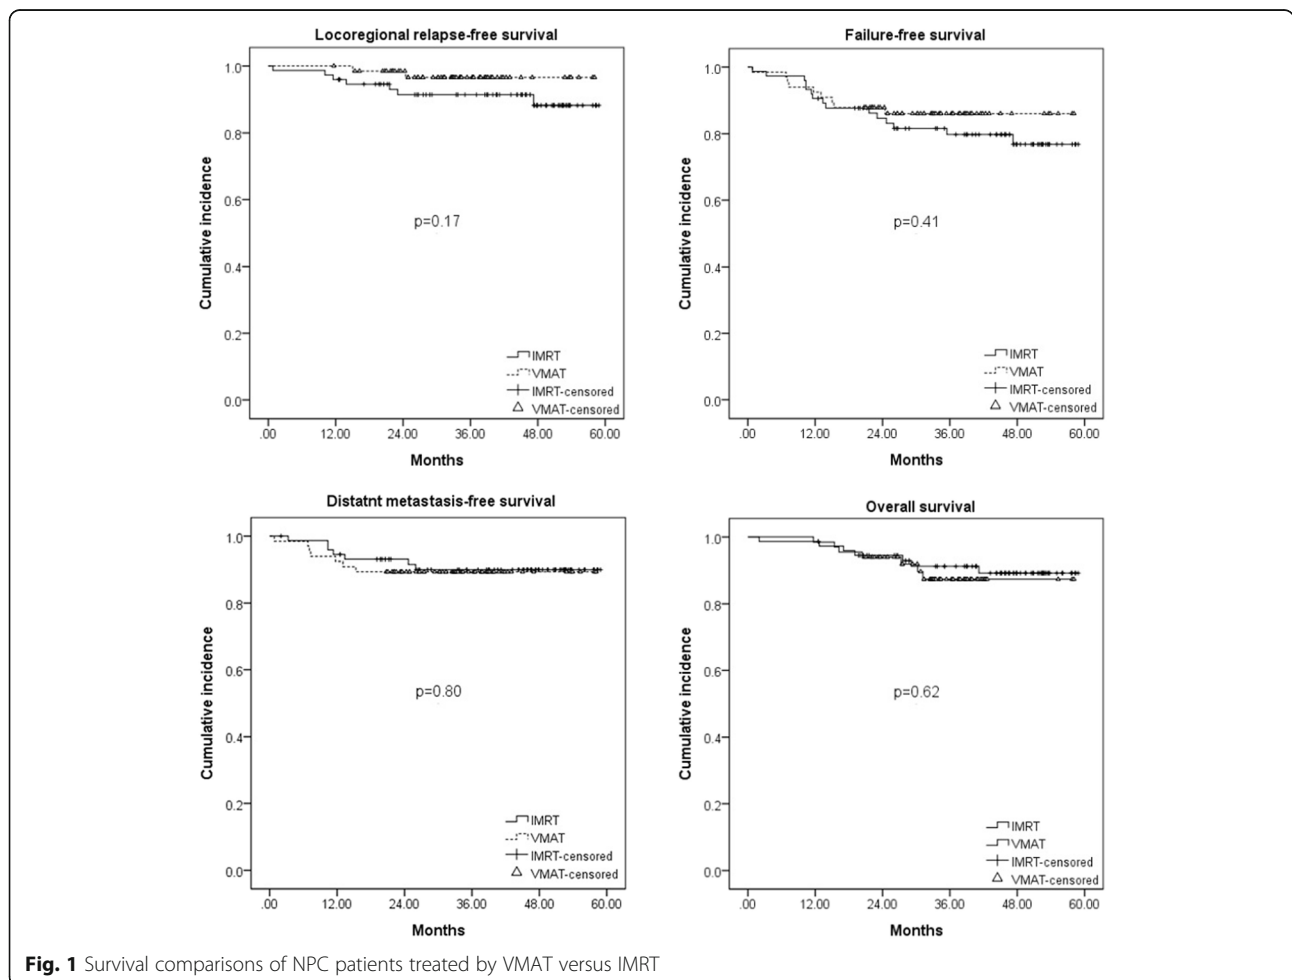 Locoregional relapse-free survival
Cumulative incidence
1.0
0.8
0.6
0.4
0.2
0.0
p=0.17
IMRT
VMAT
IMRT-censored
VMAT-censored
.00 12.00 24.00 36.00 48.00 60.00
Months
Failure-free survival
Cumulative incidence
1.0
0.8
0.6
0.4
0.2
0.0
p=0.41
IMRT
VMAT
IMRT-censored
VMAT-censored
.00 12.00 24.00 36.00 48.00 60.00
Months
Distatnt metastasis-free survival
Cumulative incidence
1.0
0.8
0.6
0.4
0.2
0.0
p=0.80
IMRT
VMAT
IMRT-censored
VMAT-censored
.00 12.00 24.00 36.00 48.00 60.00
Months
Overall survival
Cumulative incidence
1.0
0.8
0.6
0.4
0.2
0.0
p=0.62
IMRT
VMAT
IMRT-censored
VMAT-censored
.00 12.00 24.00 36.00 48.00 60.00
Months
Fig. 1 Survival comparisons of NPC patients treated by VMAT versus IMRT